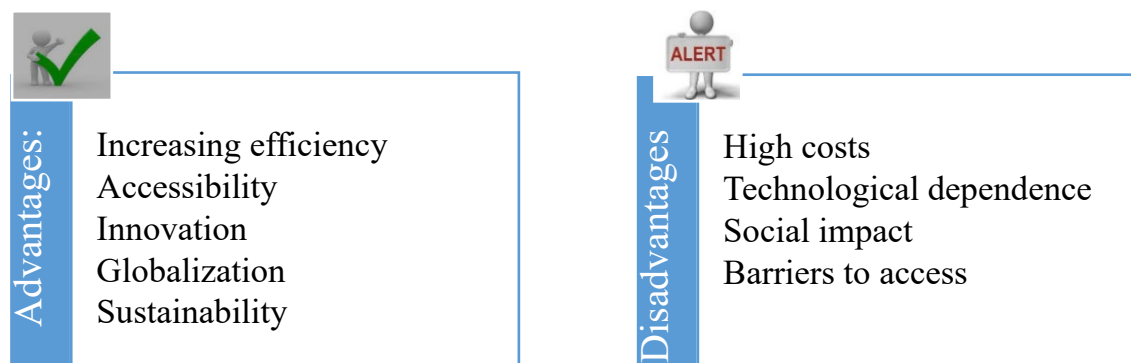 Advantages:
Increasing efficiency
Accessibility
Innovation
Globalization
Sustainability
ALERT
Disadvantages
High costs
Technological dependence
Social impact
Barriers to access